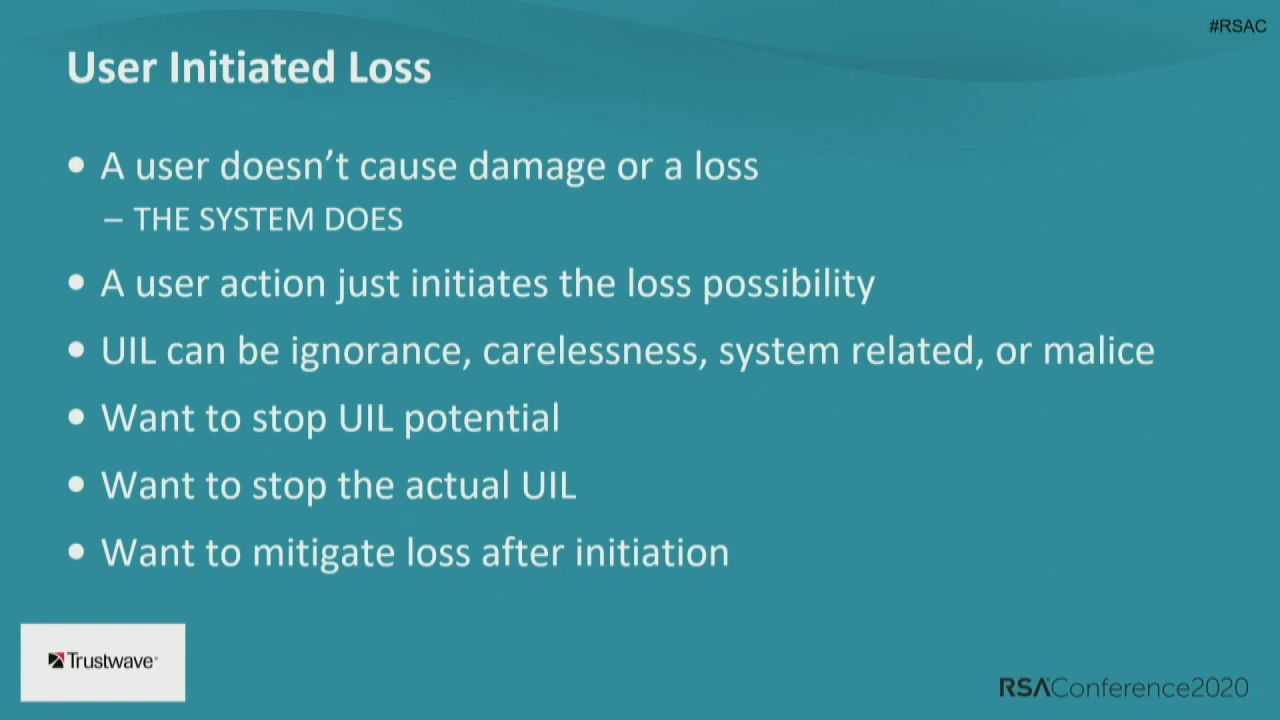 #RSAC
User Initiated Loss
• A user doesn't cause damage or a loss
– THE SYSTEM DOES
• A user action just initiates the loss possibility
• UIL can be ignorance, carelessness, system related, or malice
• Want to stop UIL potential
• Want to stop the actual UIL
• Want to mitigate loss after initiation
Trustwave
RSAConference2020